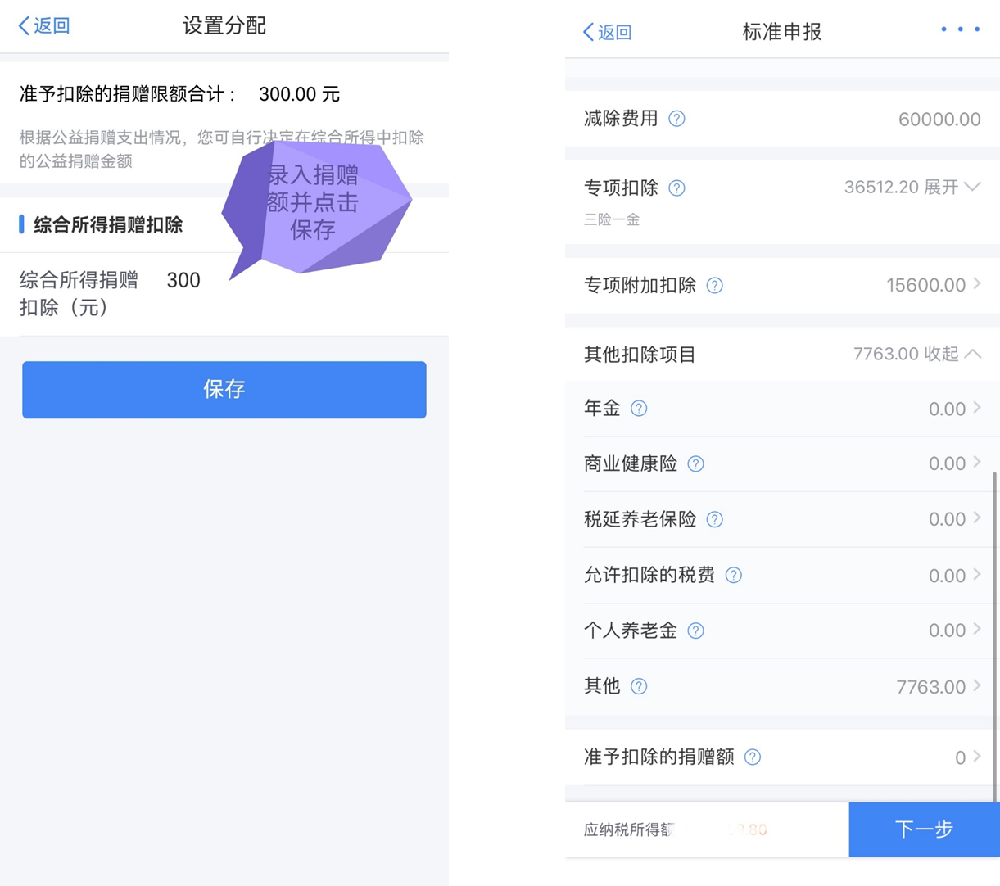 返回
设置分配
准予扣除的捐赠限额合计： 300.00 元
根据公益捐赠支出情况，您可自行决定在综合所得中扣除
的公益捐赠金额
录入捐赠
额并点击
保存
综合所得捐赠扣除
综合所得捐赠 300
扣除（元）
保存
返回
标准申报
减除费用 60000.00
专项扣除 36512.20 展开
三险一金
专项附加扣除 15600.00
其他扣除项目 7763.00 收起
年金 0.00
商业健康险 0.00
税延养老保险 0.00
允许扣除的税费 0.00
个人养老金 0.00
其他 7763.00
准予扣除的捐赠额 0
应纳税所得额
下一步